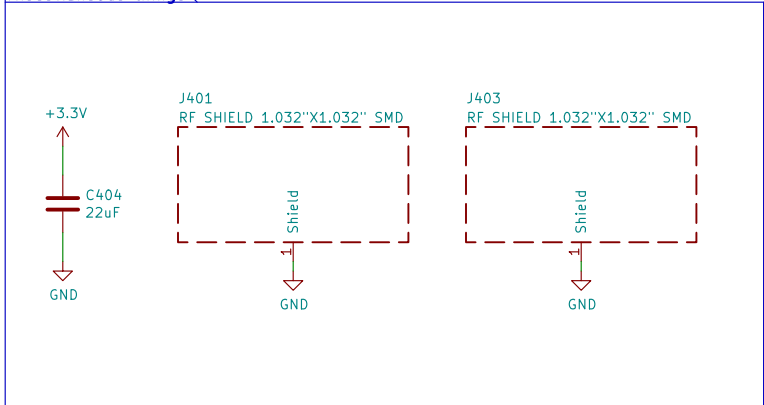 +3.3V
C404
22uF
GND
J401
RF SHIELD 1.032"X1.032" SMD
Shield
1
GND
J403
RF SHIELD 1.032"X1.032" SMD
Shield
1
GND